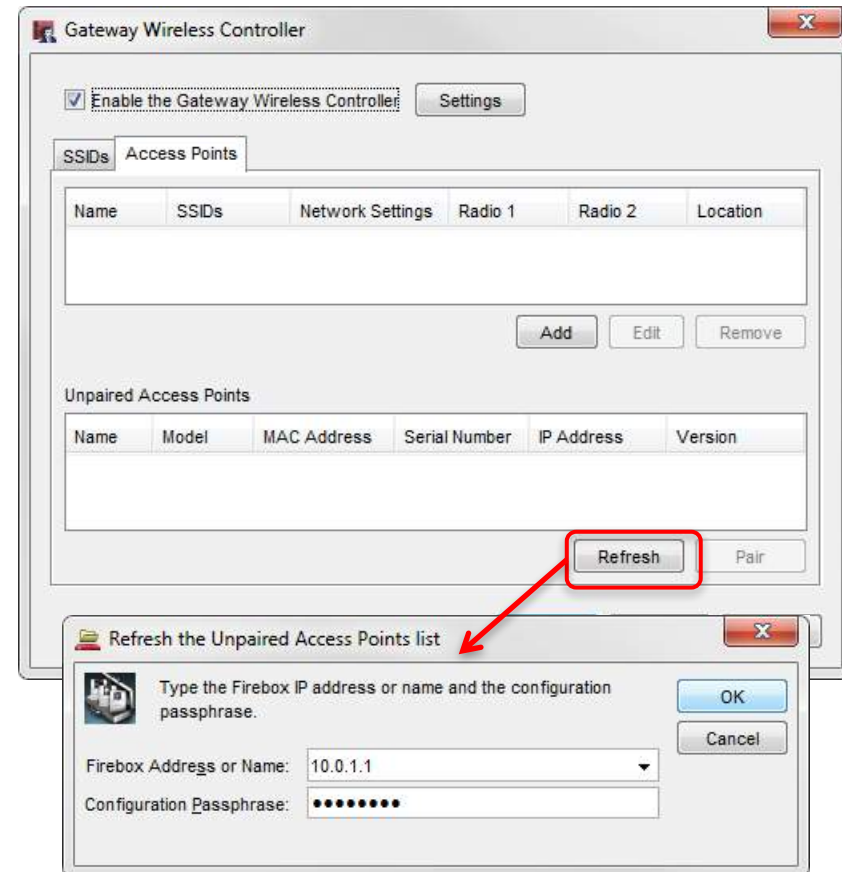 Gateway Wireless Controller
Enable the Gateway Wireless Controller Settings
SSIDs Access Points
Name SSIDs Network Settings Radio 1 Radio 2 Location
Add Edit Remove
Unpaired Access Points
Name Model MAC Address Serial Number IP Address Version
Refresh Pair
Refresh the Unpaired Access Points list
Type the Firebox IP address or name and the configuration
passphrase.
OK
Cancel
Firebox Address or Name: 10.0.1.1
Configuration Passphrase: ●●●●●●●●